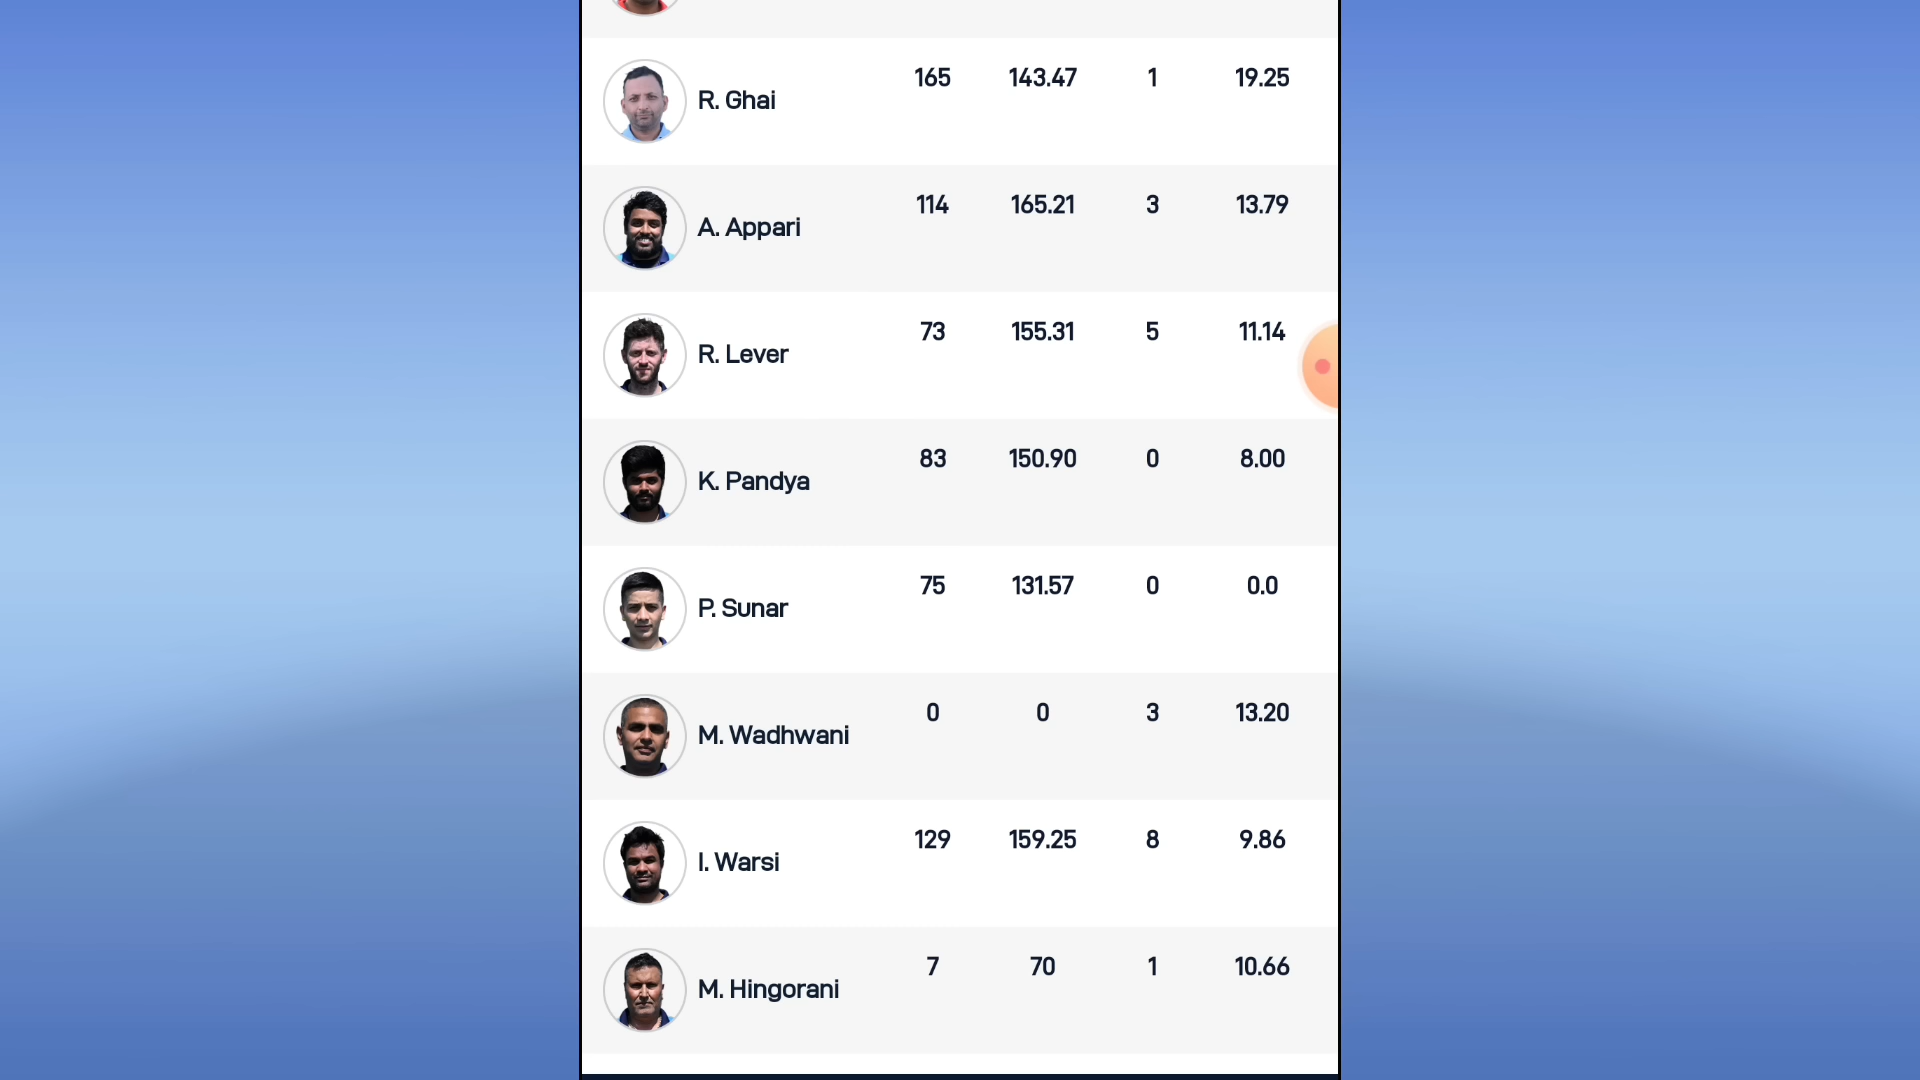 R. Ghai 165 143.47 1 19.25
A. Appari 114 165.21 3 13.79
R. Lever 73 155.31 5 11.14
K. Pandya 83 150.90 0 8.00
P. Sunar 75 131.57 0 0.0
M. Wadhwani 0 0 3 13.20
I. Warsi 129 159.25 8 9.86
M. Hingorani 7 70 1 10.66